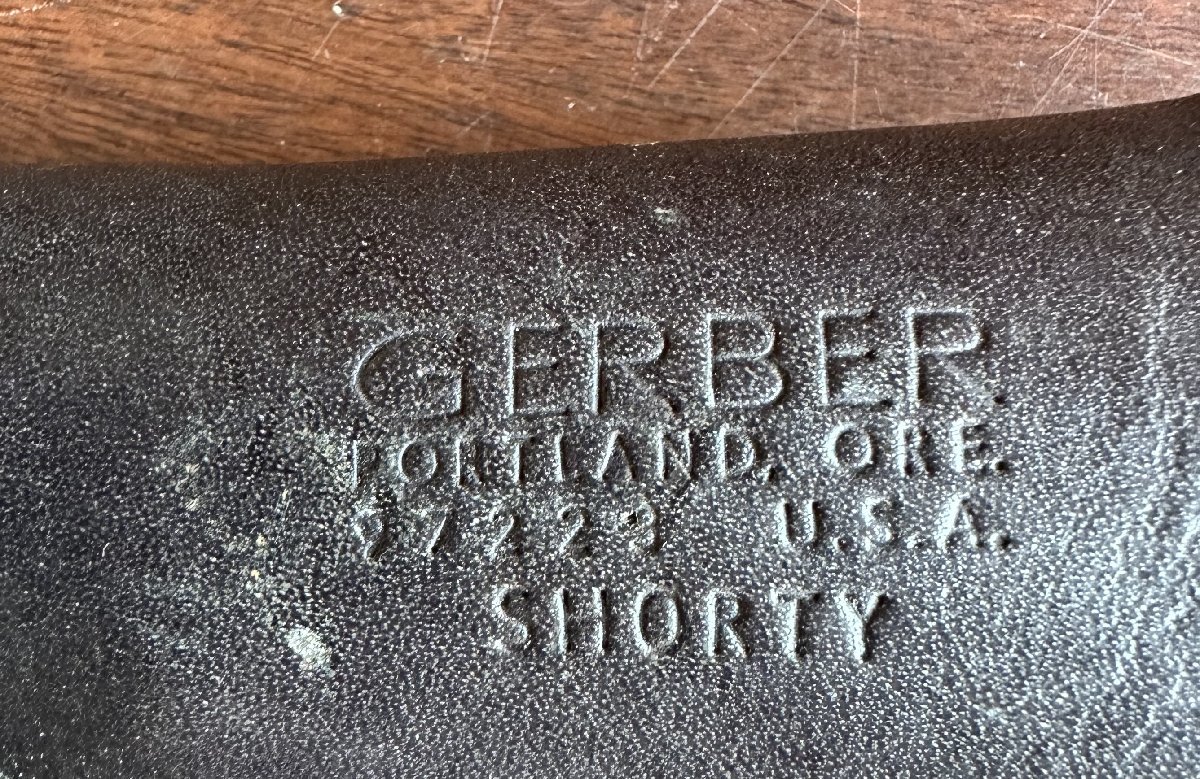 GERBER
PORTLAND, ORE.
97223 U.S.A.
SHORTY